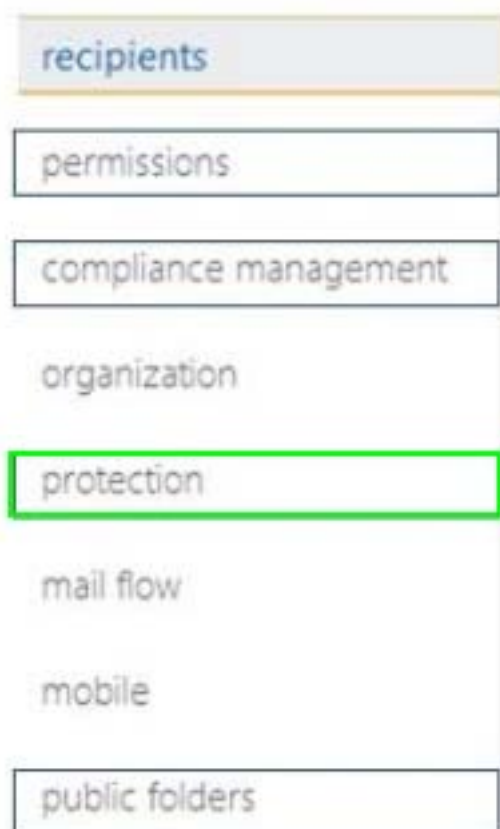 recipients
permissions
compliance management
organization
protection
mail flow
mobile
public folders